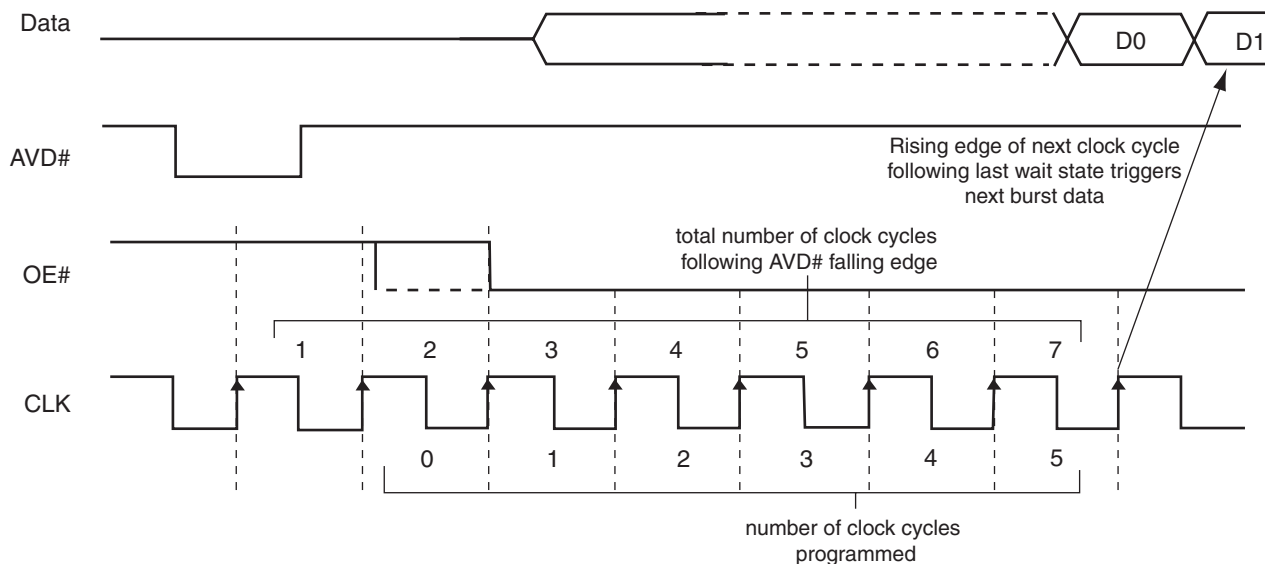 Data
D0
D1
AVD#
Rising edge of next clock cycle
following last wait state triggers
next burst data
total number of clock cycles
following AVD# falling edge
OE#
1 2 3 4 5 6 7
CLK
0 1 2 3 4 5
number of clock cycles
programmed